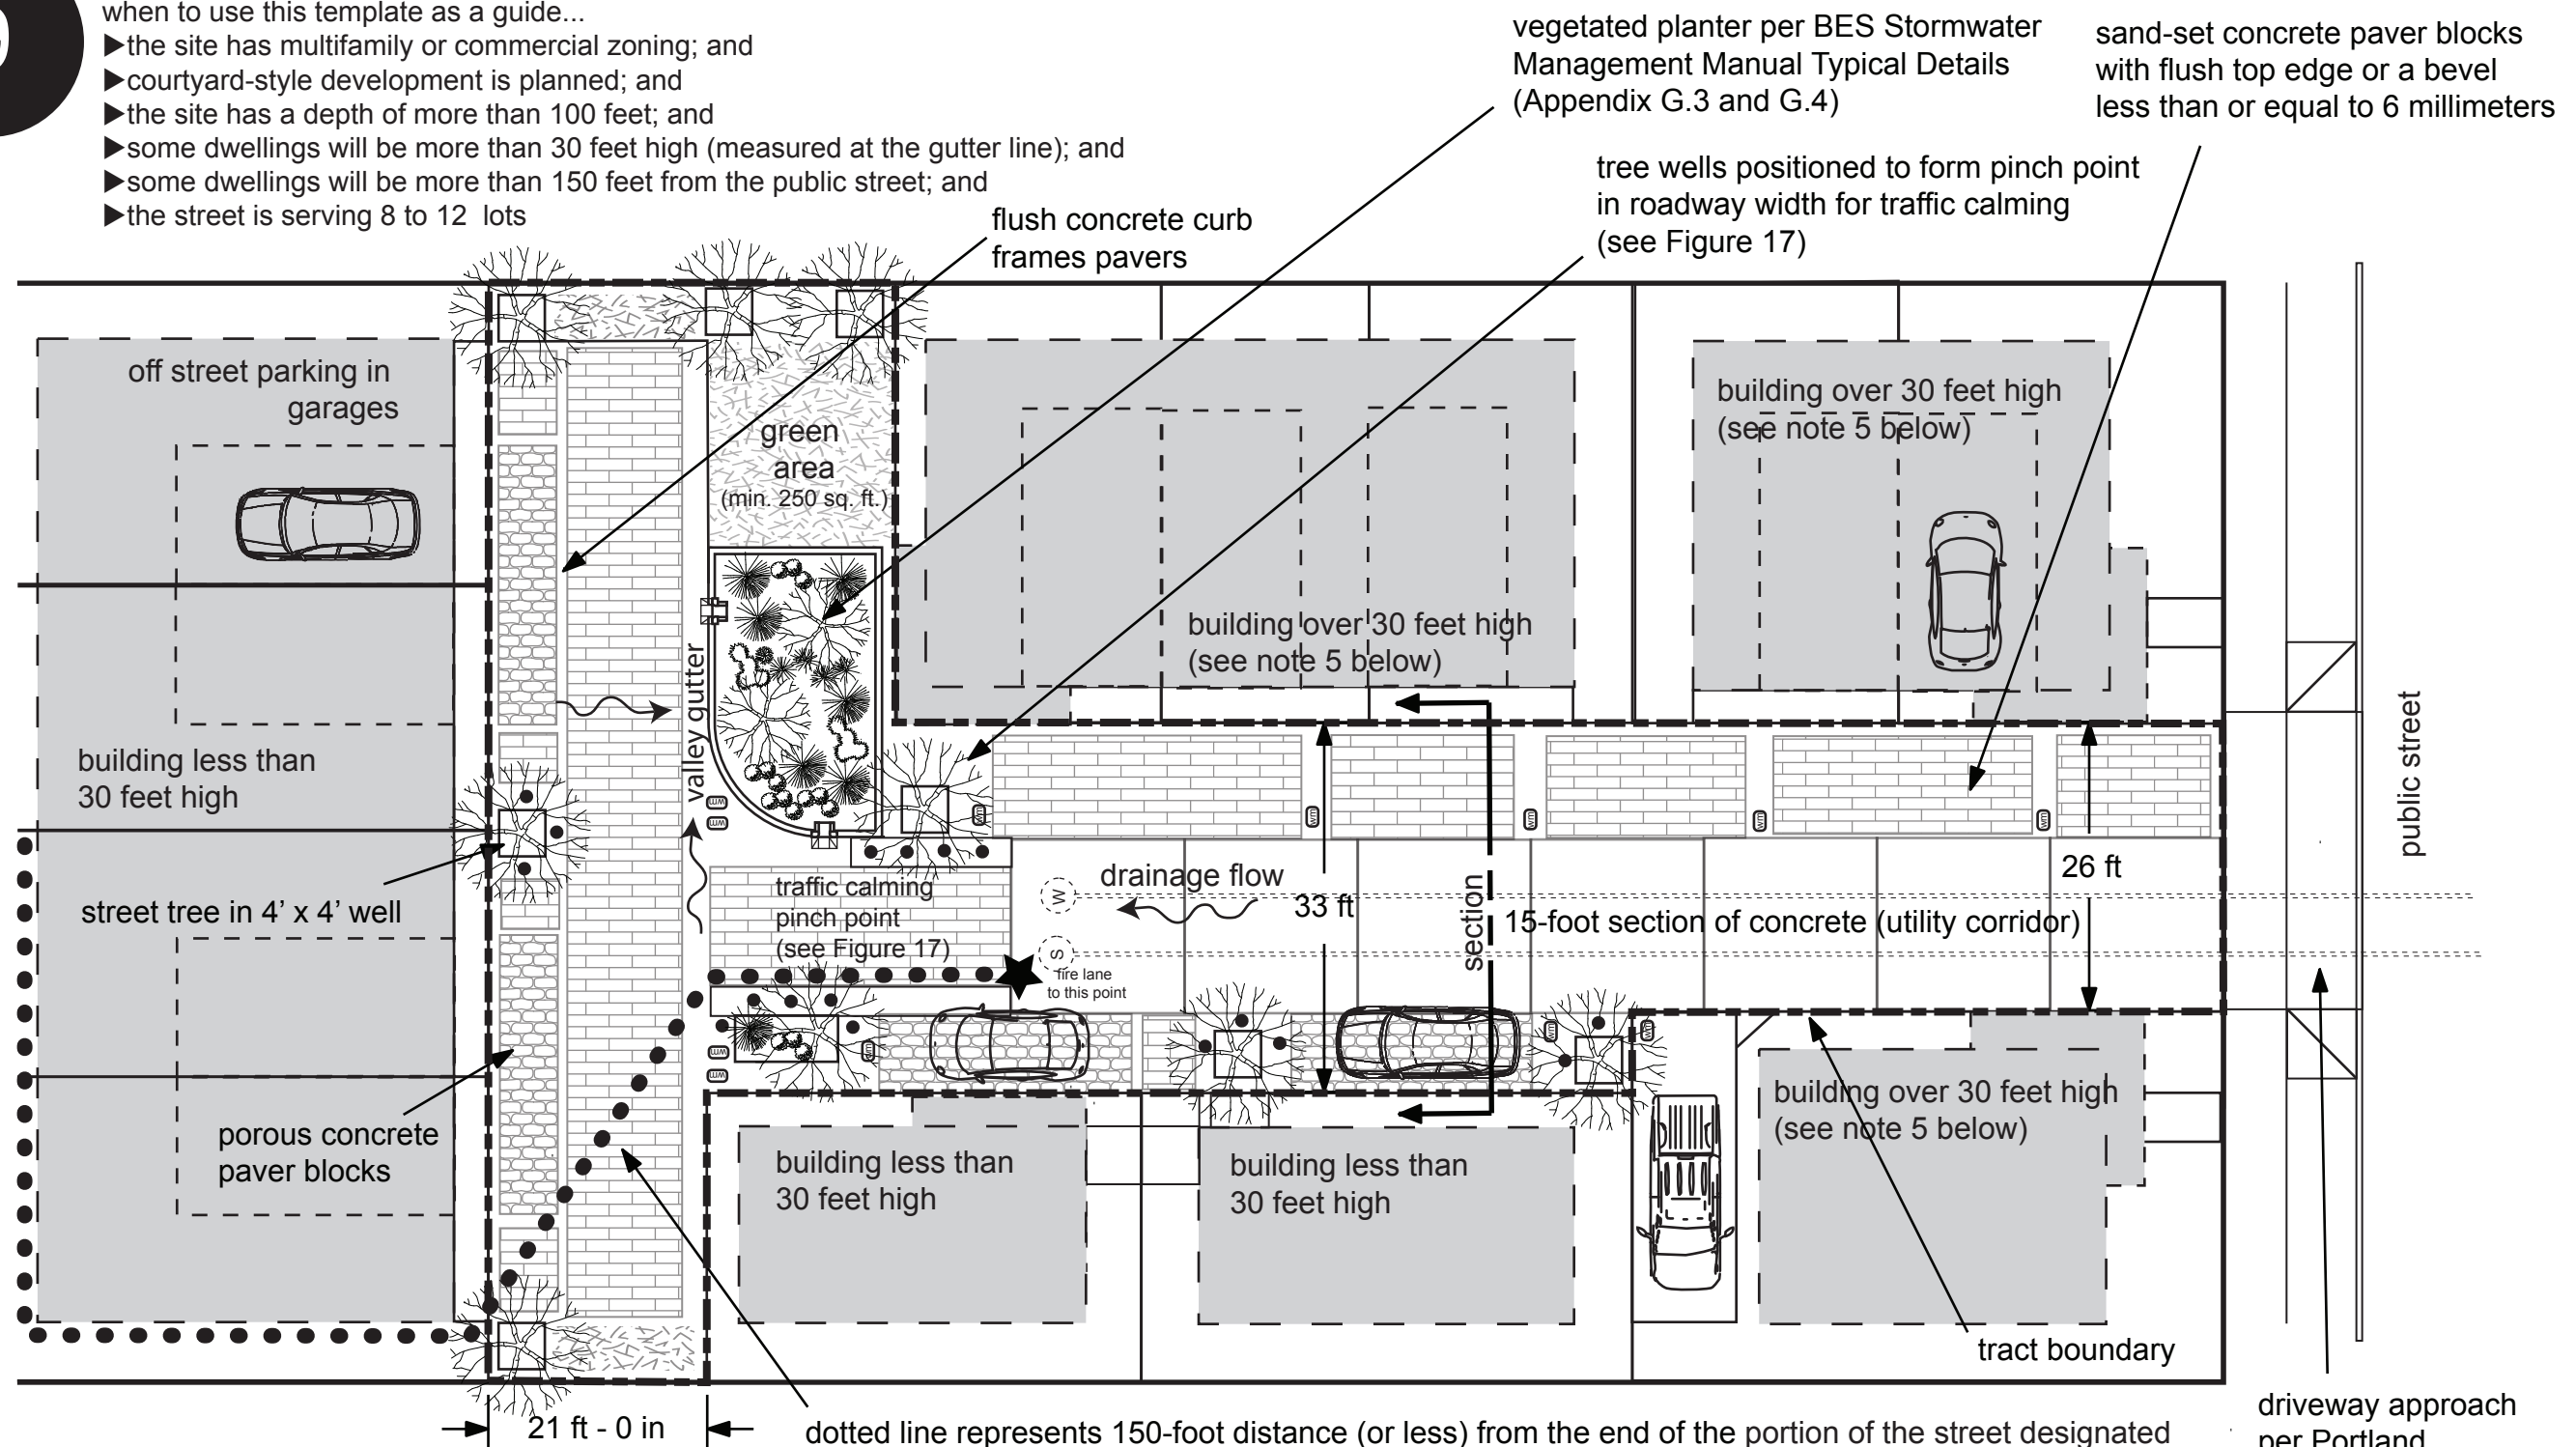 when to use this template as a guide...
▶the site has multifamily or commercial zoning; and
▶courtyard-style development is planned; and
▶the site has a depth of more than 100 feet; and
▶some dwellings will be more than 30 feet high (measured at the gutter line); and
▶some dwellings will be more than 150 feet from the public street; and
▶the street is serving 8 to 12 lots
vegetated planter per BES Stormwater
Management Manual Typical Details
(Appendix G.3 and G.4)
sand-set concrete paver blocks
with flush top edge or a bevel
less than or equal to 6 millimeters
tree wells positioned to form pinch point
in roadway width for traffic calming
(see Figure 17)
flush concrete curb
frames pavers
off street parking in
garages
green
area
(min. 250 sq. ft.)
building over 30 feet high
(see note 5 below)
building over 30 feet high
(see note 5 below)
valley gutter
building less than
30 feet high
public street
wm
wm
wm
wm
wm
wm
wm
street tree in 4' x 4' well
traffic calming
pinch point
(see Figure 17)
W
drainage flow
33 ft
section
26 ft
15-foot section of concrete (utility corridor)
S
fire lane
to this point
wm
wm
wm
wm
wm
porous concrete
paver blocks
building less than
30 feet high
building less than
30 feet high
building over 30 feet high
(see note 5 below)
tract boundary
21 ft - 0 in
dotted line represents 150-foot distance (or less) from the end of the portion of the street designated
driveway approach
per Portland